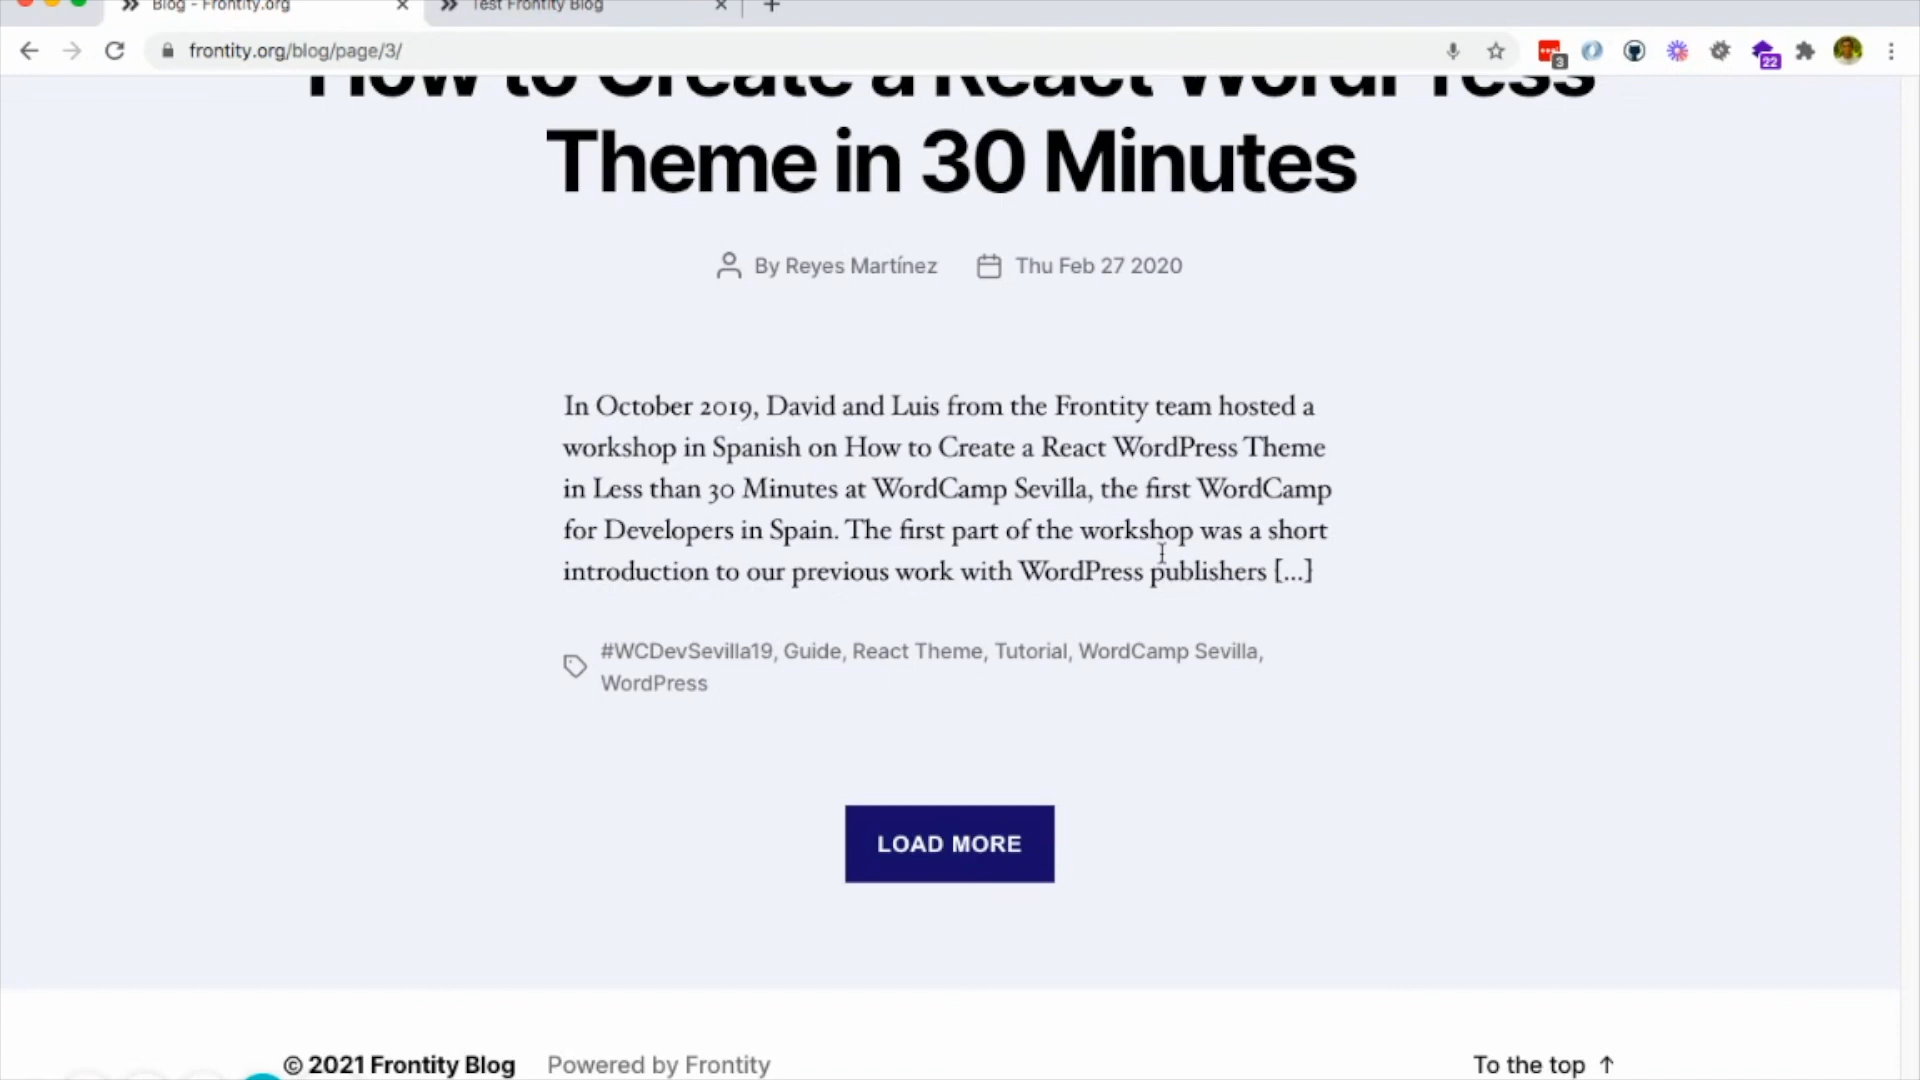 Blog - Frontity.org
Test Frontity Blog
frontity.org/blog/page/3/
3
22
How to Create a React WordPress
Theme in 30 Minutes
By Reyes Martínez Thu Feb 27 2020
In October 2019, David and Luis from the Frontity team hosted a
workshop in Spanish on How to Create a React WordPress Theme
in Less than 30 Minutes at WordCamp Sevilla, the first WordCamp
for Developers in Spain. The first part of the workshop was a short
introduction to our previous work with WordPress publishers [...]
#WCDevSevilla19, Guide, React Theme, Tutorial, WordCamp Sevilla,
WordPress
LOAD MORE
© 2021 Frontity Blog Powered by Frontity To the top ↑